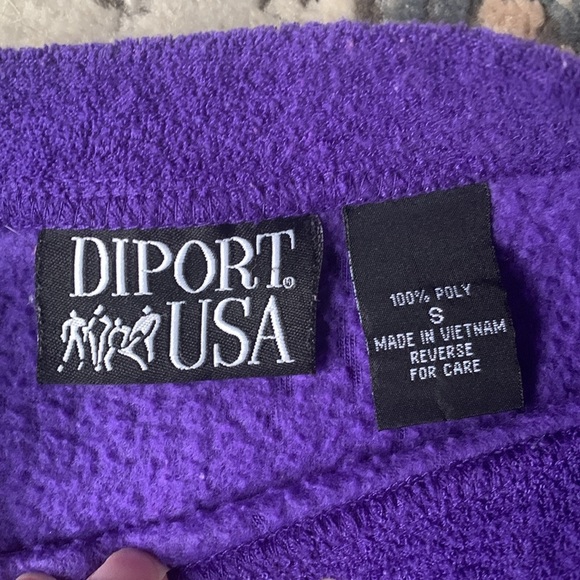 DIPORT®
USA
100% POLY
S
MADE IN VIETNAM
REVERSE
FOR CARE